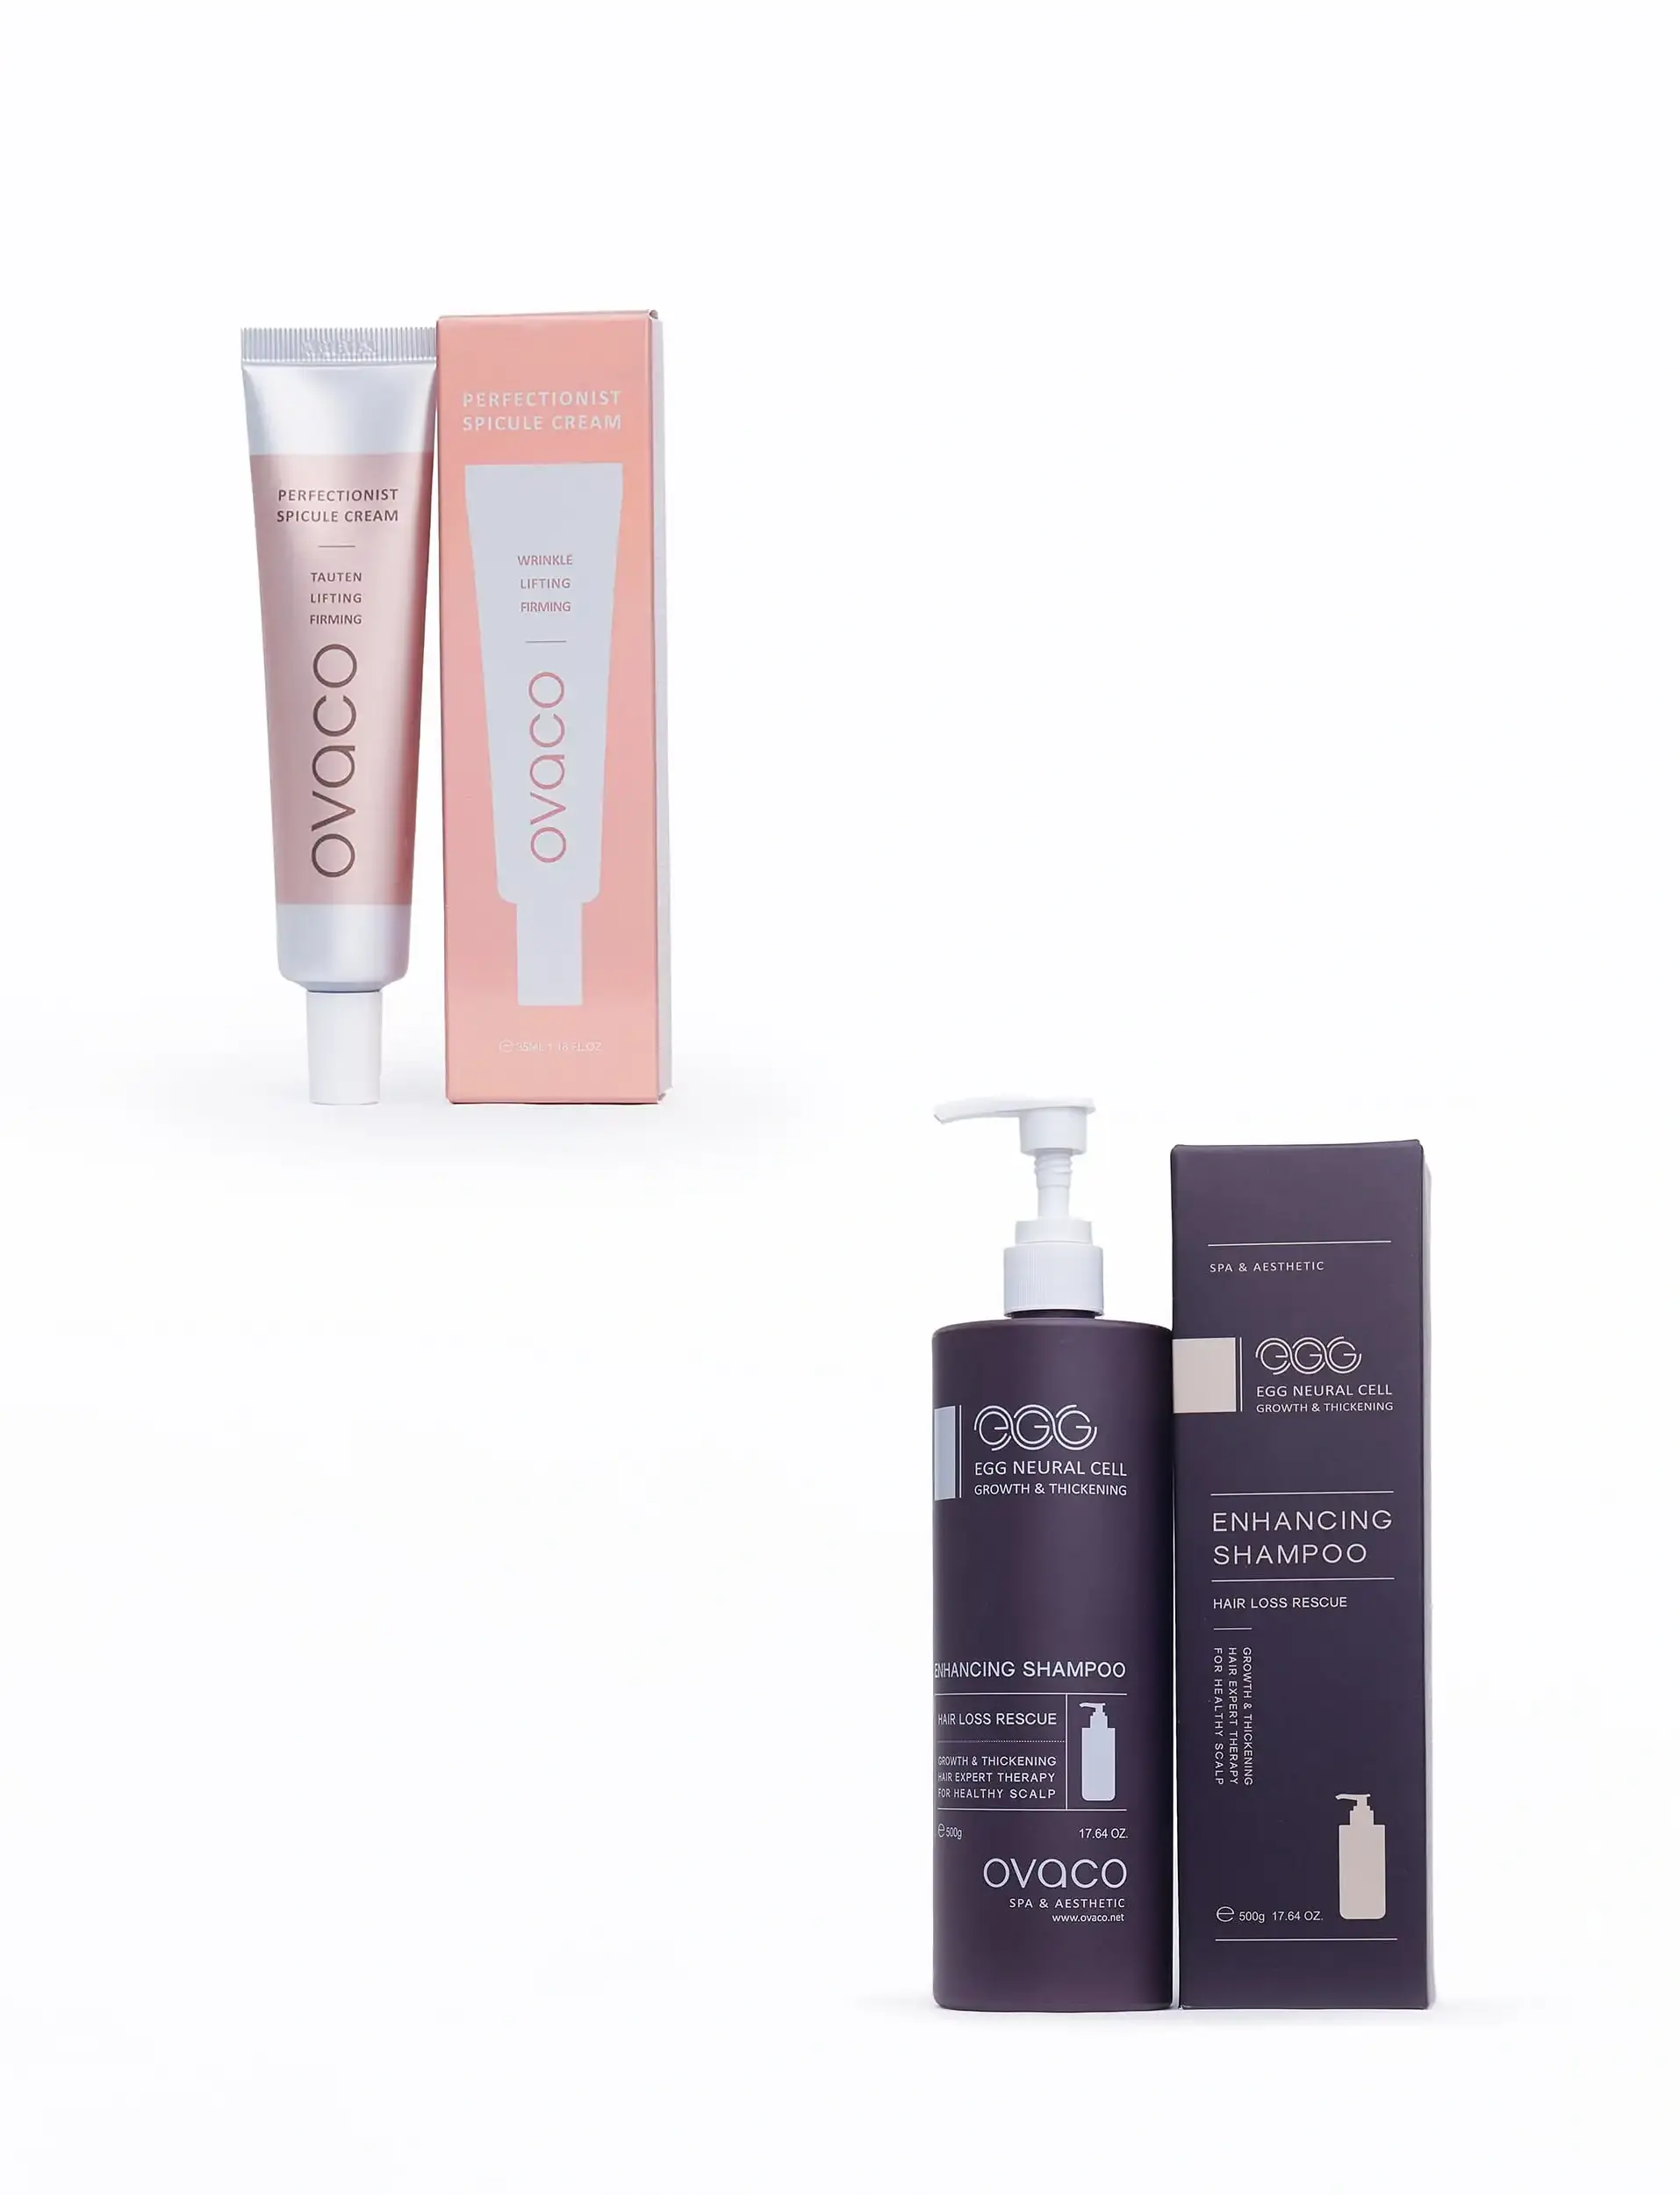 PERFECTIONIST
SPICULE CREAM
TAUTEN
LIFTING
FIRMING
ovaco
PERFECTIONIST
SPICULE CREAM
WRINKLE
LIFTING
FIRMING
ovaco
FL.OZ
eGG
EGG NEURAL CELL
GROWTH & THICKENING
ENHANCING SHAMPOO
HAIR LOSS RESCUE
GROWTH & THICKENING
HAIR EXPERT THERAPY
FOR HEALTHY SCALP
e 500g 17.64 OZ.
ovaco
SPA & AESTHETIC
www.ovaco.net
SPA & AESTHETIC
eGG
EGG NEURAL CELL
GROWTH & THICKENING
ENHANCING
SHAMPOO
HAIR LOSS RESCUE
GROWTH & THICKENING
HAIR EXPERT THERAPY
FOR HEALTHY SCALP
e 500g 17.64 OZ.